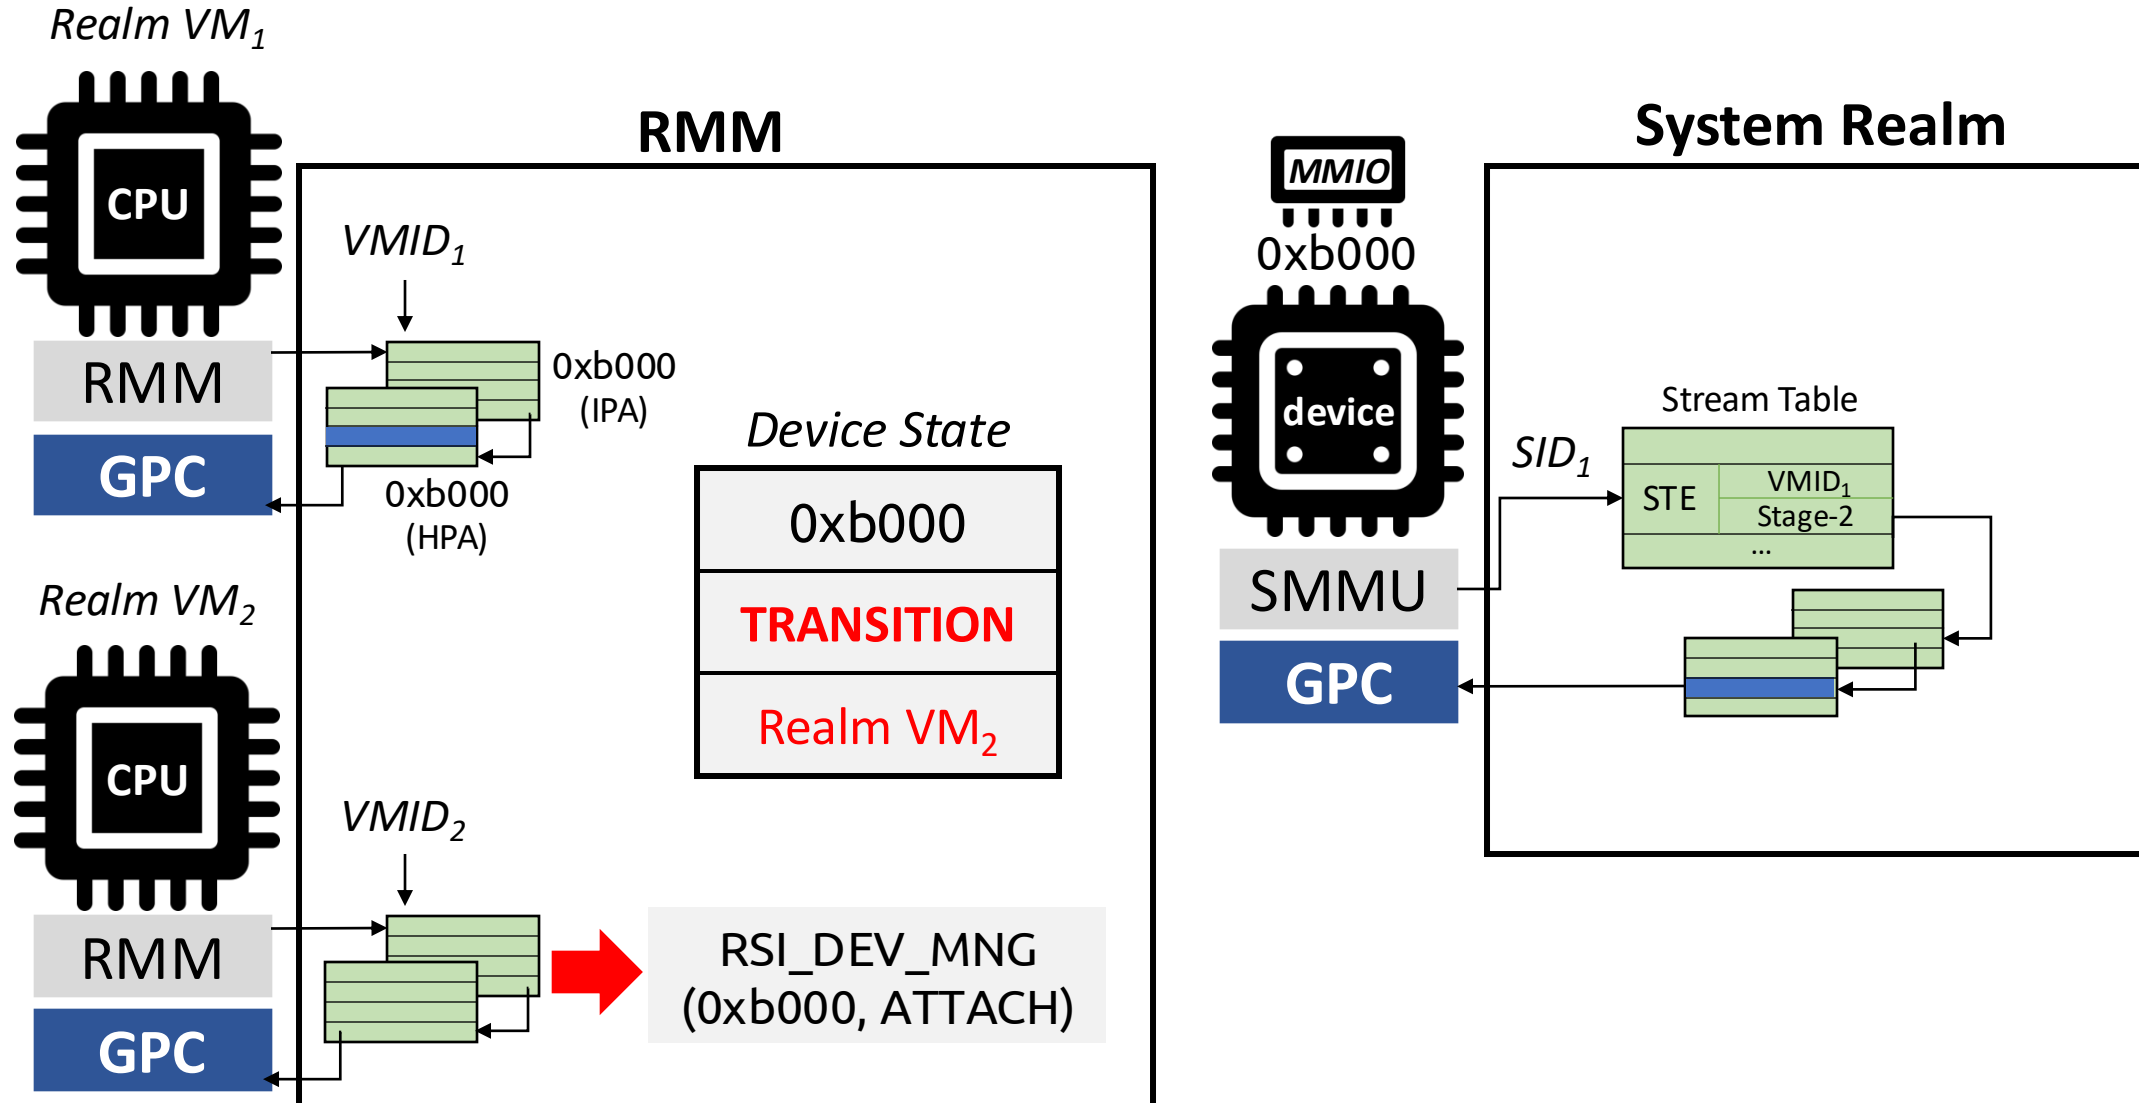 Realm VM1
CPU
RMM
GPC
Realm VM2
CPU
RMM
GPC
RMM
VMID1
0xb000
(IPA)
0xb000
(HPA)
Device State
0xb000
TRANSITION
Realm VM2
VMID2
RSI_DEV_MNG
(0xb000, ATTACH)
MMIO
0xb000
device
SMMU
GPC
System Realm
Stream Table
SID1
STE
VMID1
Stage-2
...